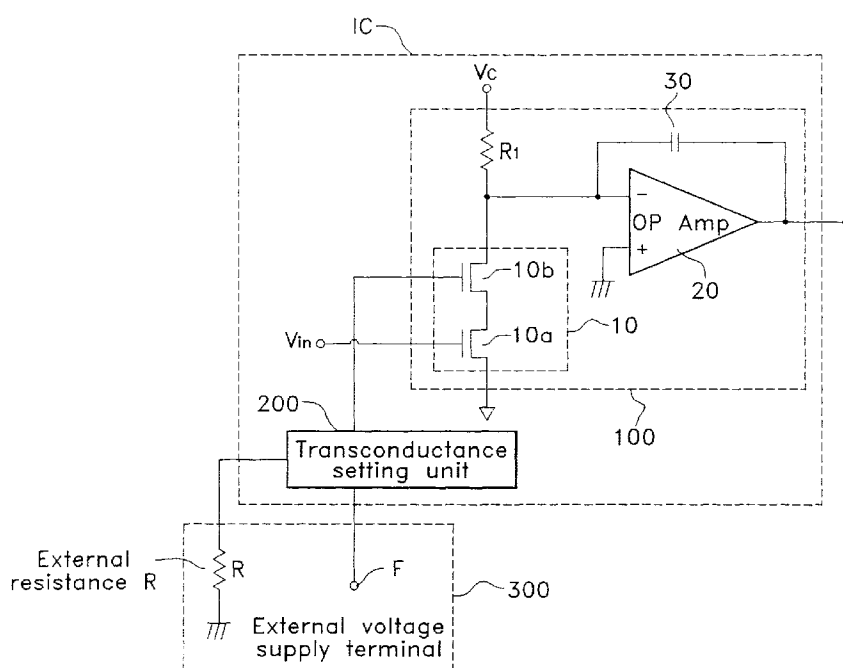 IC
Vc
30
R1
OP Amp
−
+
20
10b
10a
10
Vin
200
100
Transconductance
setting unit
External
resistance R
R
F
300
External voltage
supply terminal